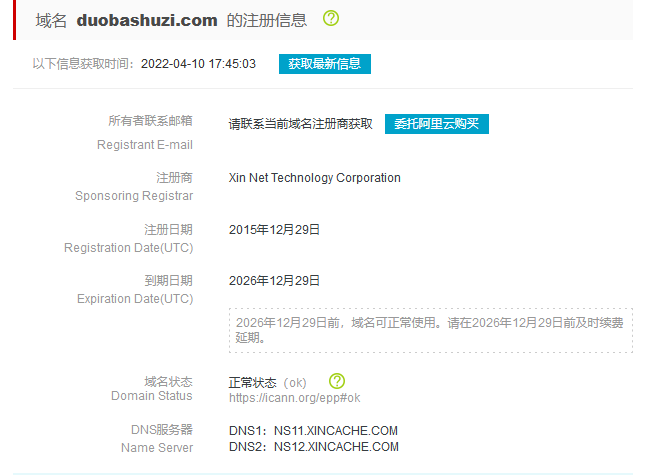 域名 duobashuzi.com 的注册信息 ?
以下信息获取时间：2022-04-10 17:45:03 获取最新信息
所有者联系邮箱 请联系当前域名注册商获取 委托阿里云购买
Registrant E-mail
注册商 Xin Net Technology Corporation
Sponsoring Registrar
注册日期 2015年12月29日
Registration Date(UTC)
到期日期 2026年12月29日
Expiration Date(UTC)
2026年12月29日前，域名可正常使用。请在2026年12月29日前及时续费
延期。
域名状态 正常状态（ok） ?
Domain Status https://icann.org/epp#ok
DNS服务器 DNS1：NS11.XINCACHE.COM
Name Server DNS2：NS12.XINCACHE.COM